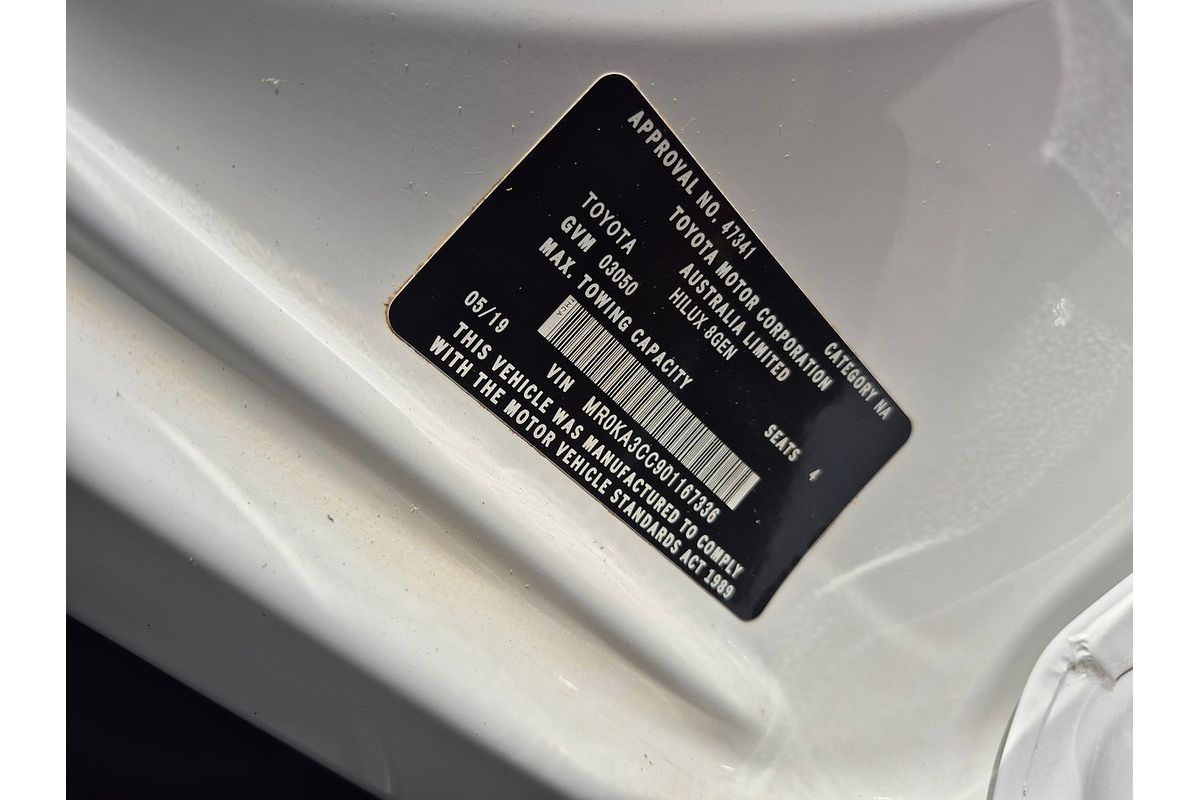 APPROVAL NO. 47341 CATEGORY NA
TOYOTA MOTOR CORPORATION
AUSTRALIA LIMITED
TOYOTA HILUX 8GEN
GVM 03050 SEATS 4
MAX. TOWING CAPACITY
05/19 VIN MR0KA3CC901167336
THIS VEHICLE WAS MANUFACTURED TO COMPLY
WITH THE MOTOR VEHICLE STANDARDS ACT 1989